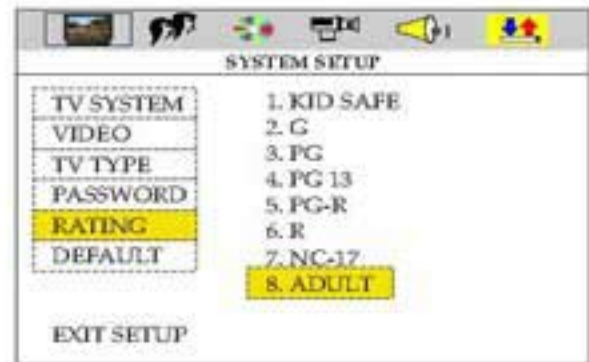 SYSTEM SETUP
TV SYSTEM
VIDEO
TV TYPE
PASSWORD
RATING
DEFAULT
EXIT SETUP
1. KID SAFE
2. G
3. PG
4. PG 13
5. PG-R
6. R
7. NC-17
8. ADULT